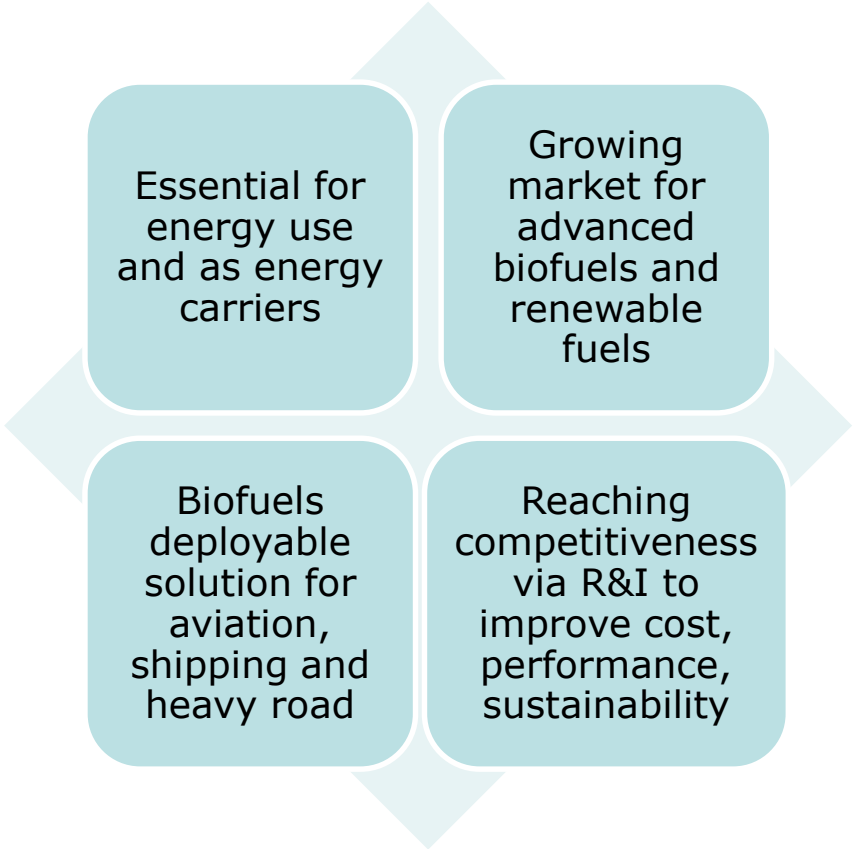 Essential for
energy use
and as energy
carriers
Growing
market for
advanced
biofuels and
renewable
fuels
Biofuels
deployable
solution for
aviation,
shipping and
heavy road
Reaching
competitiveness
via R&I to
improve cost,
performance,
sustainability